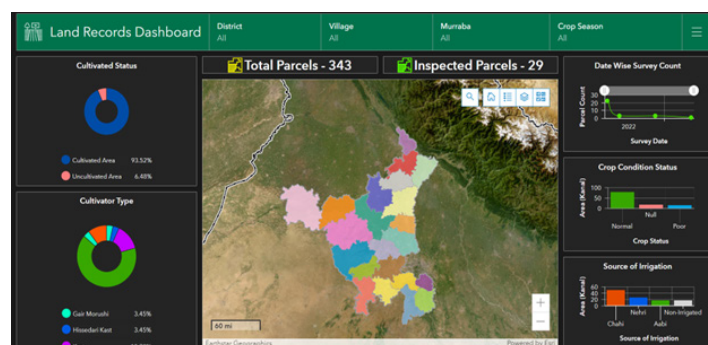 Land Records Dashboard
District
All
Village
All
Murraba
All
Crop Season
All
Cultivated Status
Cultivated Area 93.52%
Uncultivated Area 6.48%
Cultivator Type
Gair Morushi 3.45%
Hissedari Kast 3.45%
Total Parcels - 343
Inspected Parcels - 29
60 mi
Earthstar Geographics
Powered by Esri
Date Wise Survey Count
Parcel Count
30
20
10
0
2022
Survey Date
Crop Condition Status
Area (Kanal)
100
50
0
Null
Normal
Poor
Crop Status
Source of Irrigation
Area (Kanal)
60
40
20
0
Nehri
Non-Irrigated
Chahi
Aabi
Source of Irrigation